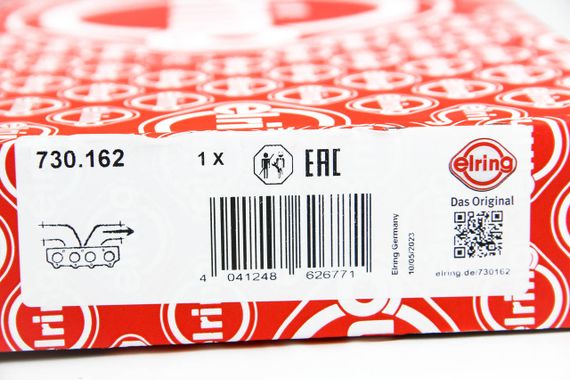 730.162
1 X
EAC
elring
Das Original
4 041248 626771
Elring Germany
10/05/2023
elring.de/730162